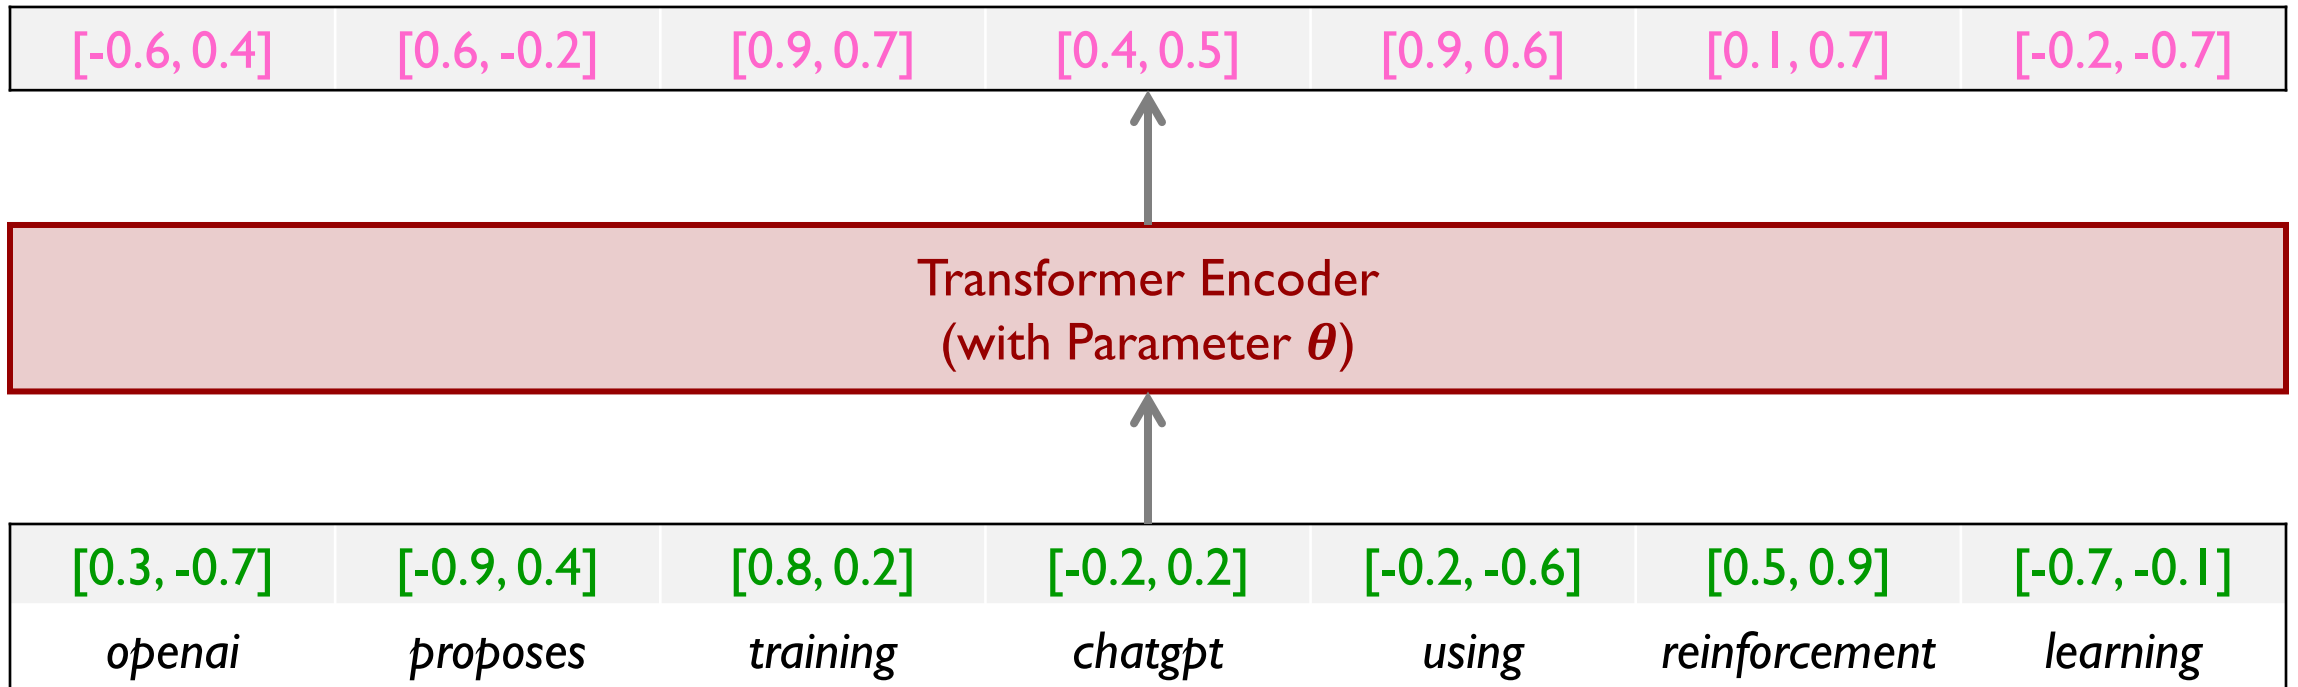 [-0.6, 0.4] [0.6, -0.2] [0.9, 0.7] [0.4, 0.5] [0.9, 0.6] [0.1, 0.7] [-0.2, -0.7]
Transformer Encoder
(with Parameter θ)
[0.3, -0.7] [-0.9, 0.4] [0.8, 0.2] [-0.2, 0.2] [-0.2, -0.6] [0.5, 0.9] [-0.7, -0.1]
openai proposes training chatgpt using reinforcement learning